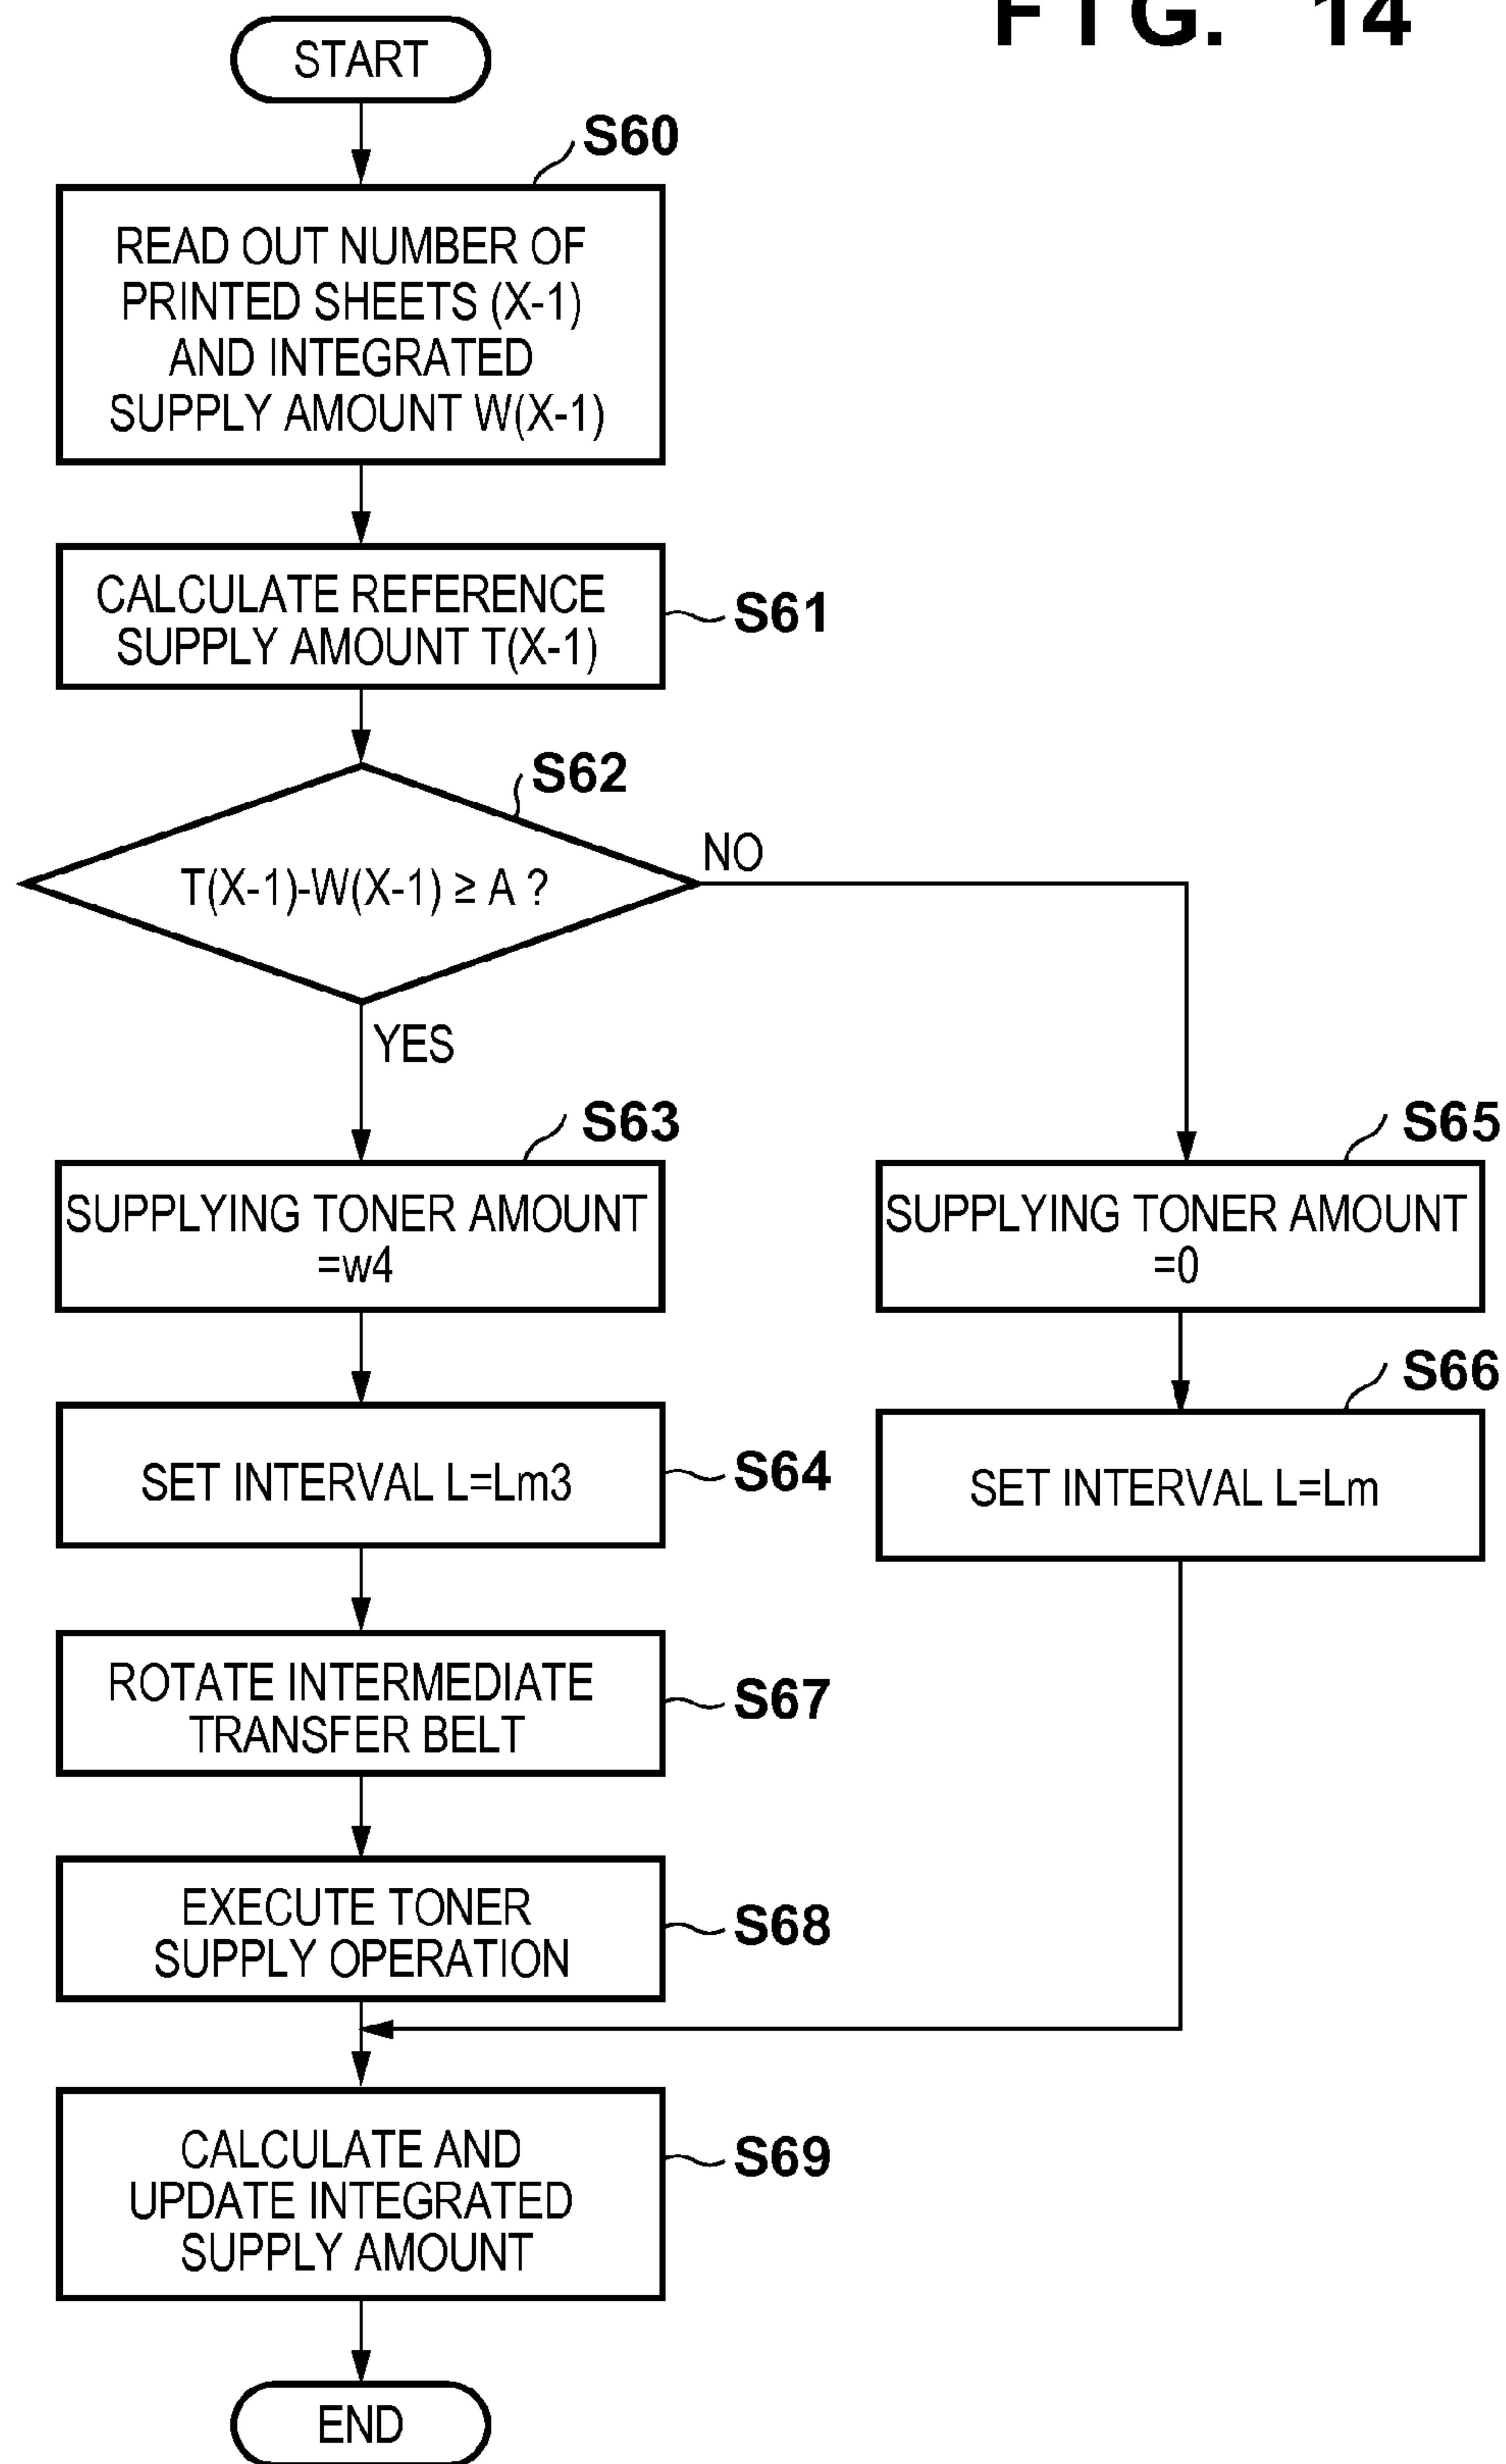 FIG. 14
START
S60
READ OUT NUMBER OF
PRINTED SHEETS (X-1)
AND INTEGRATED
SUPPLY AMOUNT W(X-1)
CALCULATE REFERENCE
SUPPLY AMOUNT T(X-1)
S61
S62
T(X-1)-W(X-1) ≥ A ?
NO
YES
S63
SUPPLYING TONER AMOUNT
=w4
S65
SUPPLYING TONER AMOUNT
=0
SET INTERVAL L=Lm3
S64
S66
SET INTERVAL L=Lm
ROTATE INTERMEDIATE
TRANSFER BELT
S67
EXECUTE TONER
SUPPLY OPERATION
S68
CALCULATE AND
UPDATE INTEGRATED
SUPPLY AMOUNT
S69
END